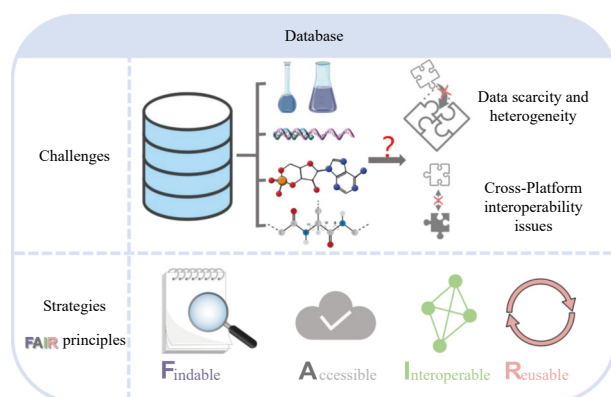 Database
Challenges
?
Data scarcity and
heterogeneity
Cross-Platform
interoperability
issues
Strategies
FAIR principles
Findable
Accessible
Interoperable
Reusable